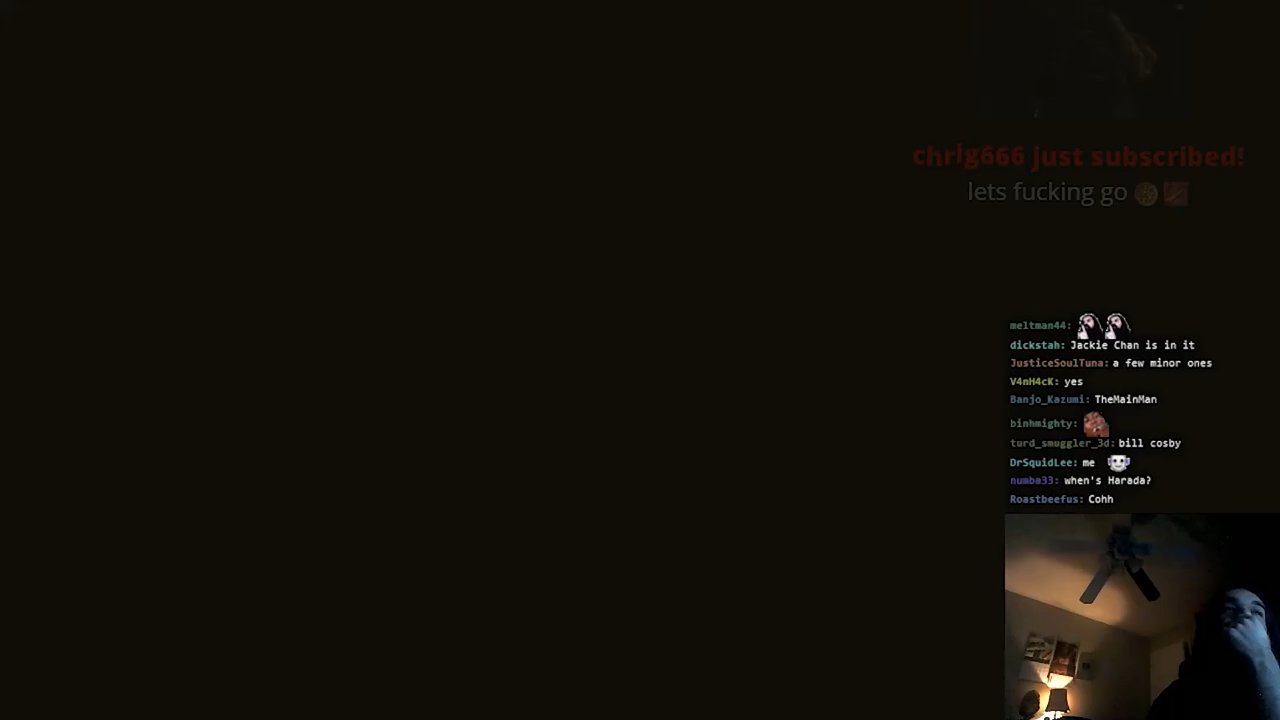 chrlg666 just subscribed!
lets fucking go
meltman44:
dickstah: Jackie Chan is in it
JusticeSoulTuna: a few minor ones
V4nH4cK: yes
Banjo_Kazumi: TheMainMan
binhmighty:
turd_smuggler_3d: bill cosby
DrSquidLee: me
numba33: when's Harada?
Roastbeefus: Cohh